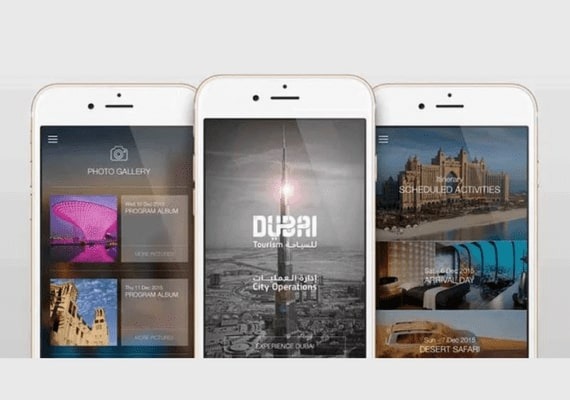 PHOTO GALLERY
Wed 10 Dec 2015
PROGRAM ALBUM
MORE PICTURES
Thu 11 Dec 2015
PROGRAM ALBUM
MORE PICTURES
DUBAI
Tourism للسياحة
إدارة العمليات
City Operations
EXPERIENCE DUBAI
Itinerary
SCHEDULED ACTIVITIES
Sat - 6 Dec 2015
ARRIVAL DAY
Sun - 7 Dec 2015
DESERT SAFARI